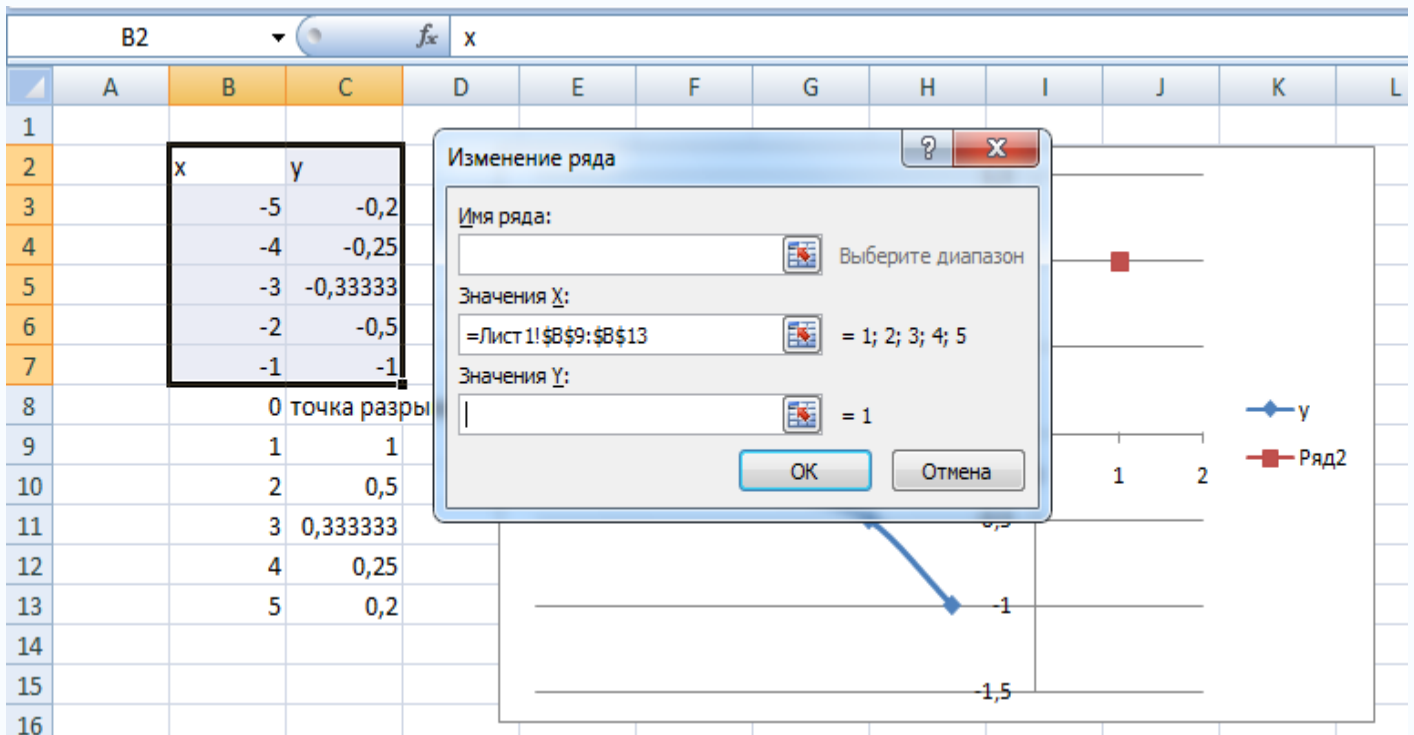 B2 fx x
A B C D E F G H I J K L
1
2 x y
3 -5 -0,2
4 -4 -0,25
5 -3 -0,33333
6 -2 -0,5
7 -1 -1
8 0 точка разры
9 1 1
10 2 0,5
11 3 0,333333
12 4 0,25
13 5 0,2
14
15
16
Изменение ряда ? x
Имя ряда:
Выберите диапазон
Значения X:
=Лист1!$B$9:$B$13 = 1; 2; 3; 4; 5
Значения Y:
= 1
ОК Отмена
y
Ряд2
1 2
-1
-1,5